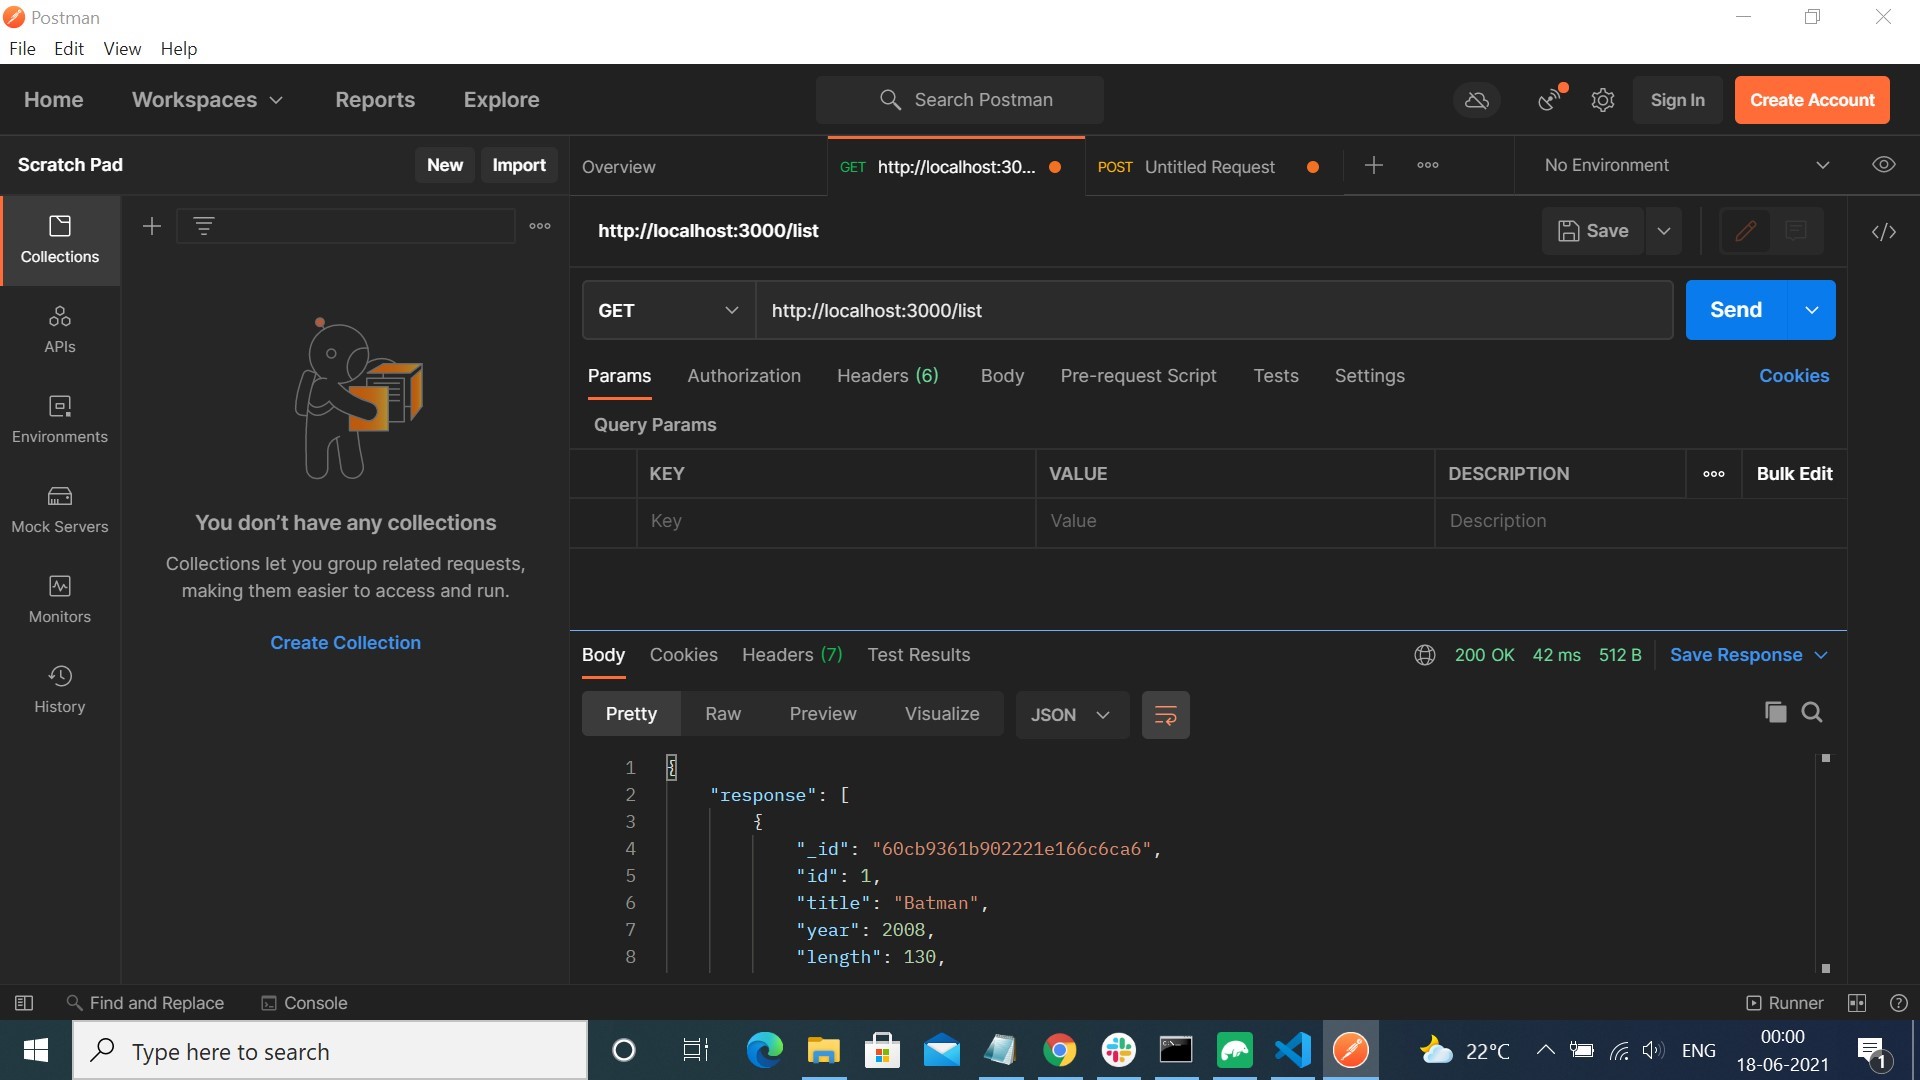 Postman
File Edit View Help
Home Workspaces Reports Explore Search Postman Sign In Create Account
Scratch Pad New Import
Overview GET http://localhost:30... POST Untitled Request No Environment
Collections
APIs
Environments
Mock Servers
Monitors
History
You don’t have any collections
Collections let you group related requests,
making them easier to access and run.
Create Collection
http://localhost:3000/list Save
GET http://localhost:3000/list Send
Params Authorization Headers (6) Body Pre-request Script Tests Settings Cookies
Query Params
KEY VALUE DESCRIPTION Bulk Edit
Key Value Description
Body Cookies Headers (7) Test Results 200 OK 42 ms 512 B Save Response
Pretty Raw Preview Visualize JSON
1 {
2 "response": [
3 {
4 "_id": "60cb9361b902221e166c6ca6",
5 "id": 1,
6 "title": "Batman",
7 "year": 2008,
8 "length": 130,
Find and Replace Console Runner
Type here to search 22°C ENG 00:00
18-06-2021
1